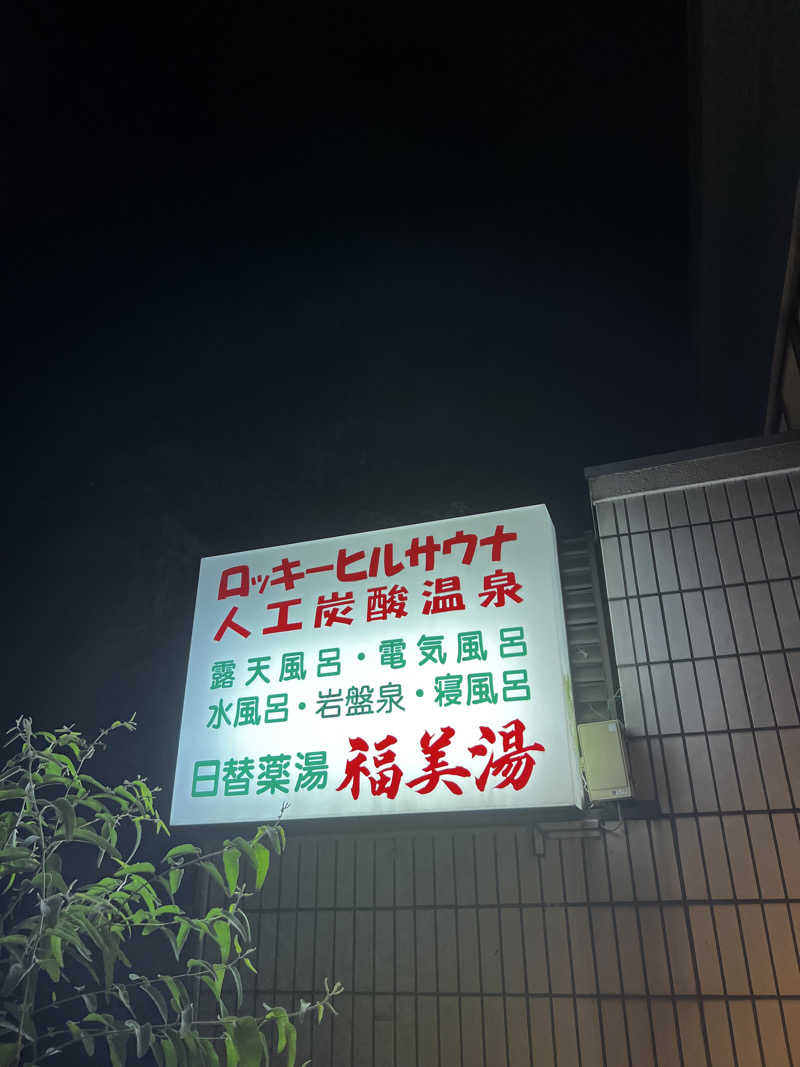 ロッキーヒルサウナ
人工炭酸温泉
露天風呂・電気風呂
水風呂・岩盤泉・寝風呂
日替薬湯 福美湯